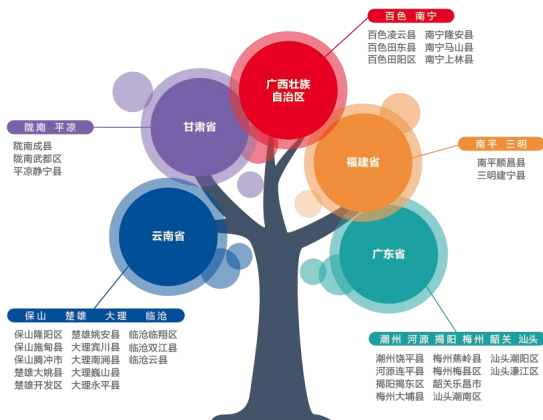 百色 南宁
百色凌云县 南宁隆安县
百色田东县 南宁马山县
百色田阳区 南宁上林县
广西壮族
自治区
陇南 平凉
陇南成县
陇南武都区
平凉静宁县
甘肃省
南平 三明
南平顺昌县
三明建宁县
福建省
云南省
保山 楚雄 大理 临沧
保山隆阳区 楚雄姚安县 临沧临翔区
保山施甸县 大理宾川县 临沧双江县
保山腾冲市 大理南涧县 临沧云县
楚雄大姚县 大理巍山县
楚雄开发区 大理永平县
广东省
潮州 河源 揭阳 梅州 韶关 汕头
潮州饶平县 梅州蕉岭县 汕头潮阳区
河源连平县 梅州梅县区 汕头濠江区
揭阳揭东区 韶关乐昌市
梅州大埔县 汕头潮南区